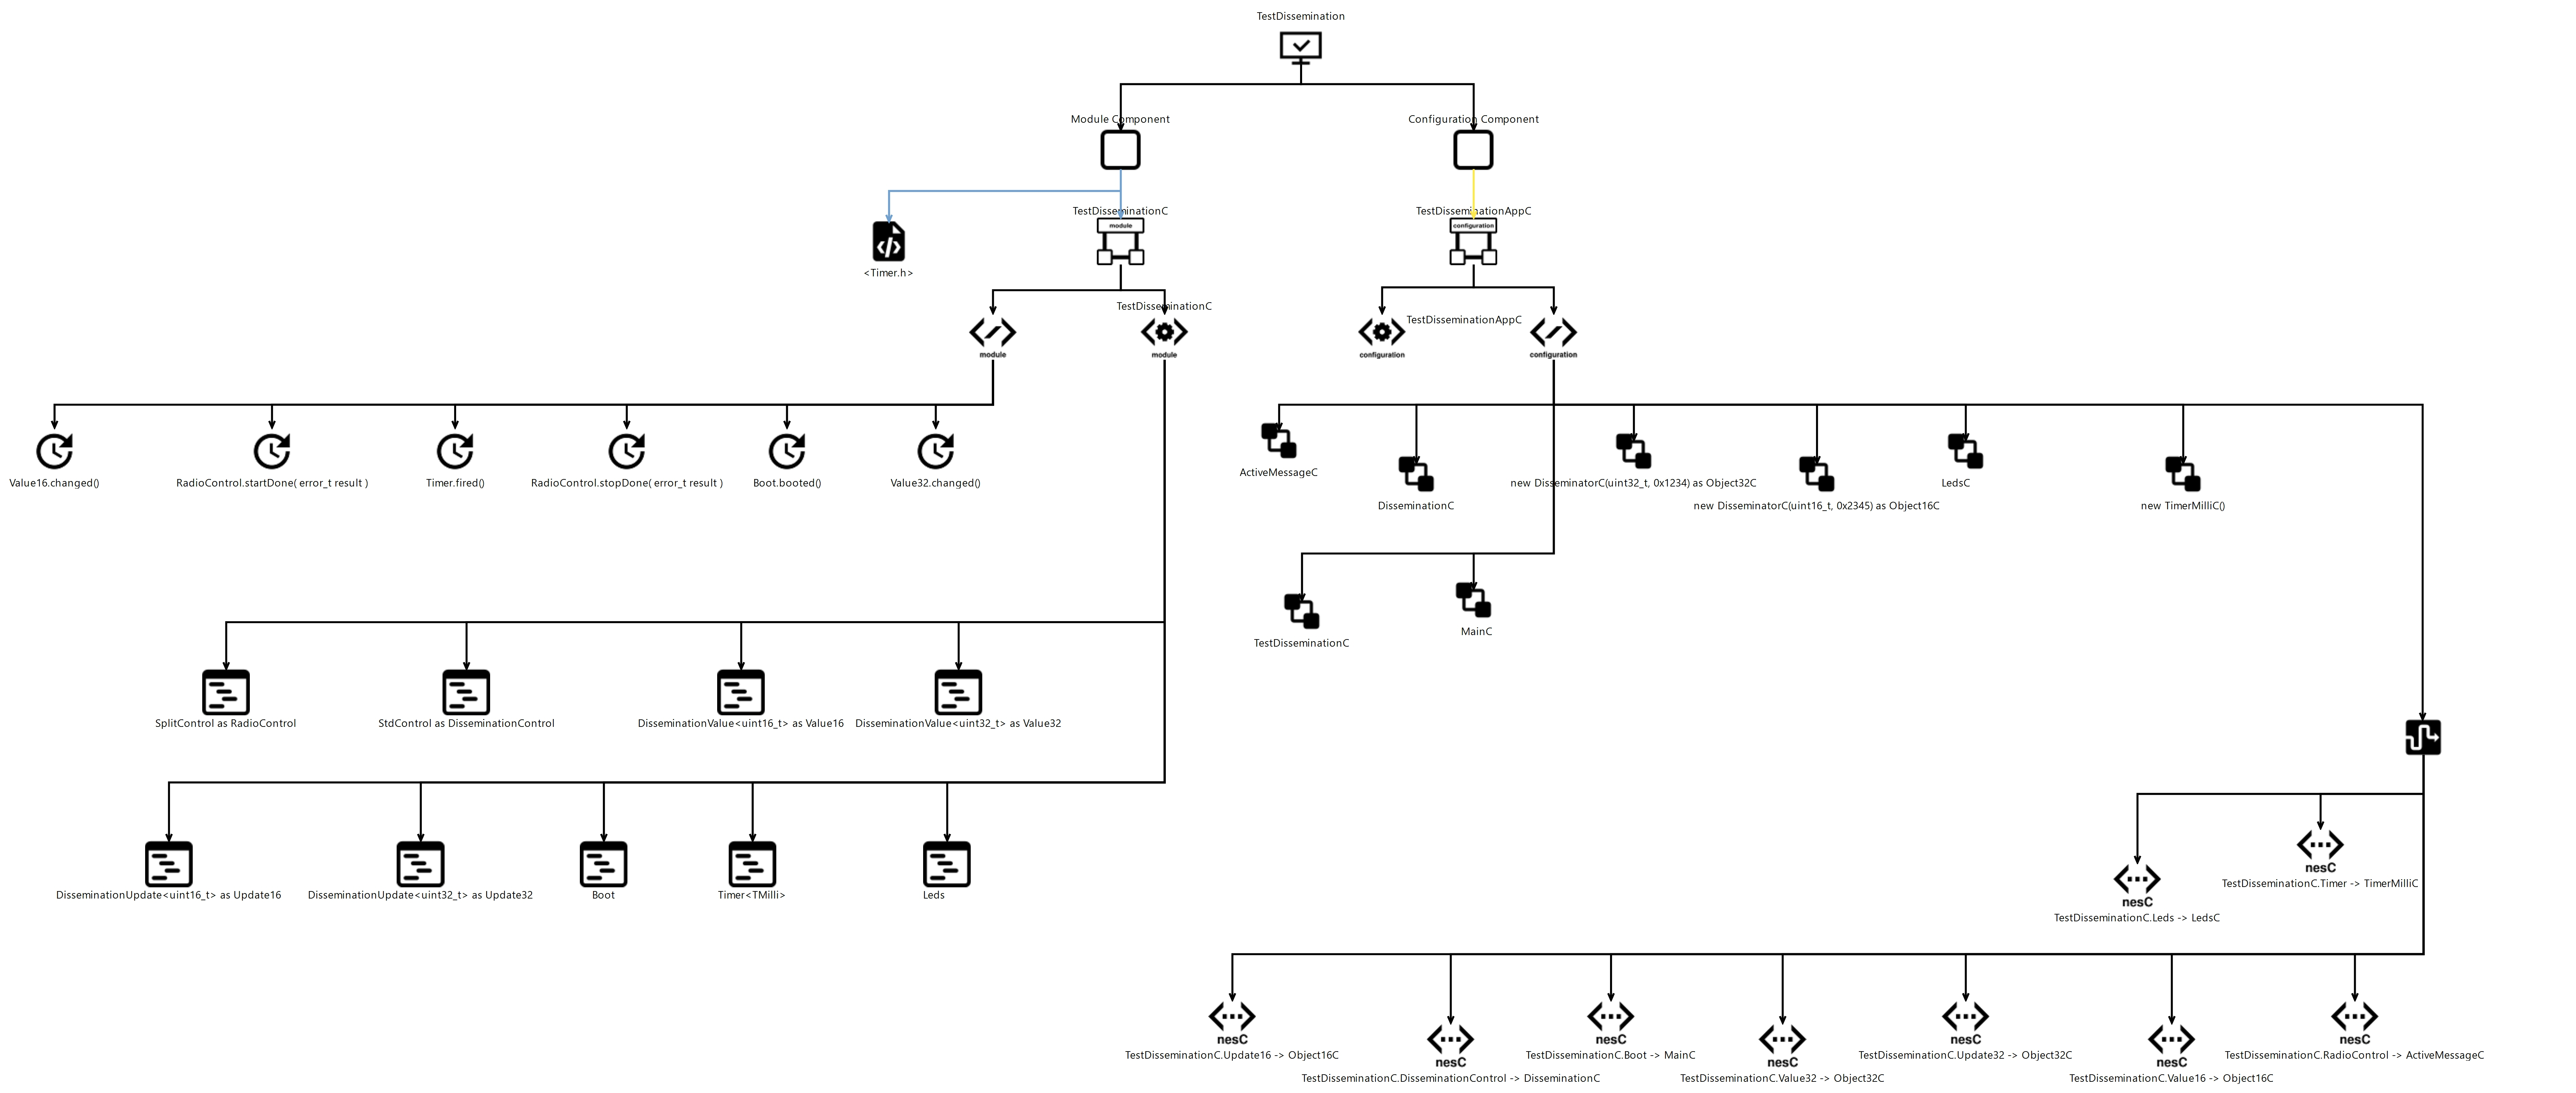 TestDissemination
Module Component
Configuration Component
TestDisseminationC
module
TestDisseminationAppC
configuration
<Timer.h>
TestDisseminationC
module
module
TestDisseminationAppC
configuration
configuration
Value16.changed()
RadioControl.startDone( error_t result )
Timer.fired()
RadioControl.stopDone( error_t result )
Boot.booted()
Value32.changed()
ActiveMessageC
DisseminationC
new DisseminatorC(uint32_t, 0x1234) as Object32C
new DisseminatorC(uint16_t, 0x2345) as Object16C
LedsC
new TimerMilliC()
TestDisseminationC
MainC
SplitControl as RadioControl
StdControl as DisseminationControl
DisseminationValue<uint16_t> as Value16
DisseminationValue<uint32_t> as Value32
DisseminationUpdate<uint16_t> as Update16
DisseminationUpdate<uint32_t> as Update32
Boot
Timer<TMilli>
Leds
nesC
TestDisseminationC.Timer -> TimerMilliC
nesC
TestDisseminationC.Leds -> LedsC
nesC
TestDisseminationC.Update16 -> Object16C
nesC
TestDisseminationC.DisseminationControl -> DisseminationC
nesC
TestDisseminationC.Boot -> MainC
nesC
TestDisseminationC.Value32 -> Object32C
nesC
TestDisseminationC.Update32 -> Object32C
nesC
TestDisseminationC.Value16 -> Object16C
nesC
TestDisseminationC.RadioControl -> ActiveMessageC